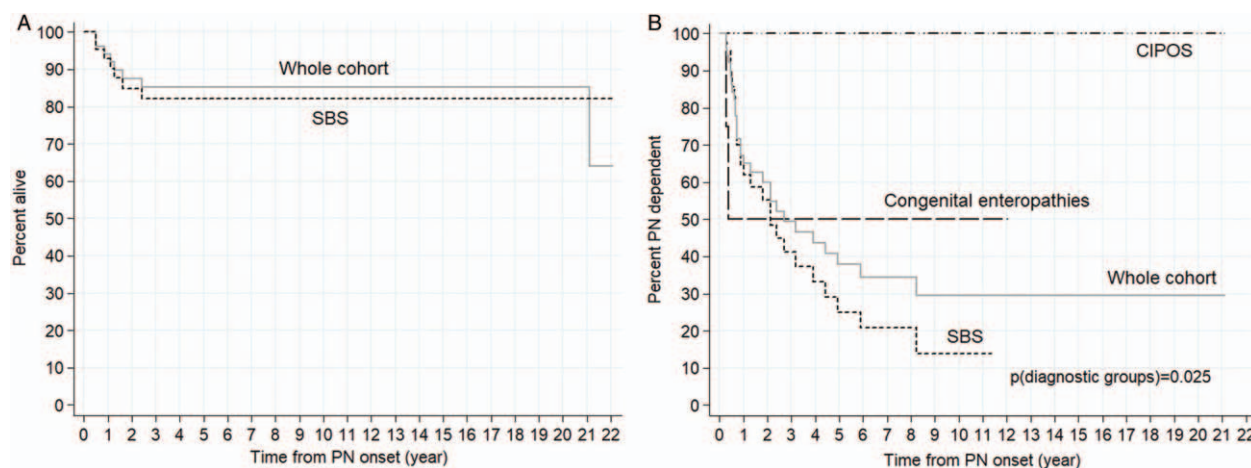 A
100
90
80
70
60
50
40
30
20
10
0
Percent alive
Whole cohort
SBS
0 1 2 3 4 5 6 7 8 9 10 11 12 13 14 15 16 17 18 19 20 21 22
Time from PN onset (year)
B
100
90
80
70
60
50
40
30
20
10
0
Percent PN dependent
CIPOS
Congenital enteropathies
Whole cohort
SBS
p(diagnostic groups)=0.025
0 1 2 3 4 5 6 7 8 9 10 11 12 13 14 15 16 17 18 19 20 21 22
Time from PN onset (year)